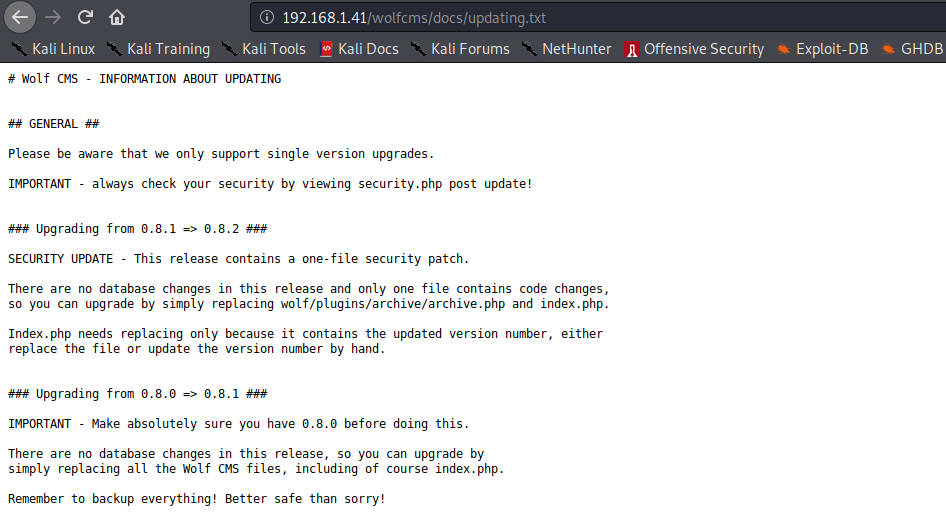 192.168.1.41/wolfcms/docs/updating.txt
Kali Linux Kali Training Kali Tools Kali Docs Kali Forums NetHunter Offensive Security Exploit-DB GHDB
# Wolf CMS - INFORMATION ABOUT UPDATING
## GENERAL ##
Please be aware that we only support single version upgrades.
IMPORTANT - always check your security by viewing security.php post update!
### Upgrading from 0.8.1 => 0.8.2 ###
SECURITY UPDATE - This release contains a one-file security patch.
There are no database changes in this release and only one file contains code changes,
so you can upgrade by simply replacing wolf/plugins/archive/archive.php and index.php.
Index.php needs replacing only because it contains the updated version number, either
replace the file or update the version number by hand.
### Upgrading from 0.8.0 => 0.8.1 ###
IMPORTANT - Make absolutely sure you have 0.8.0 before doing this.
There are no database changes in this release, so you can upgrade by
simply replacing all the Wolf CMS files, including of course index.php.
Remember to backup everything! Better safe than sorry!